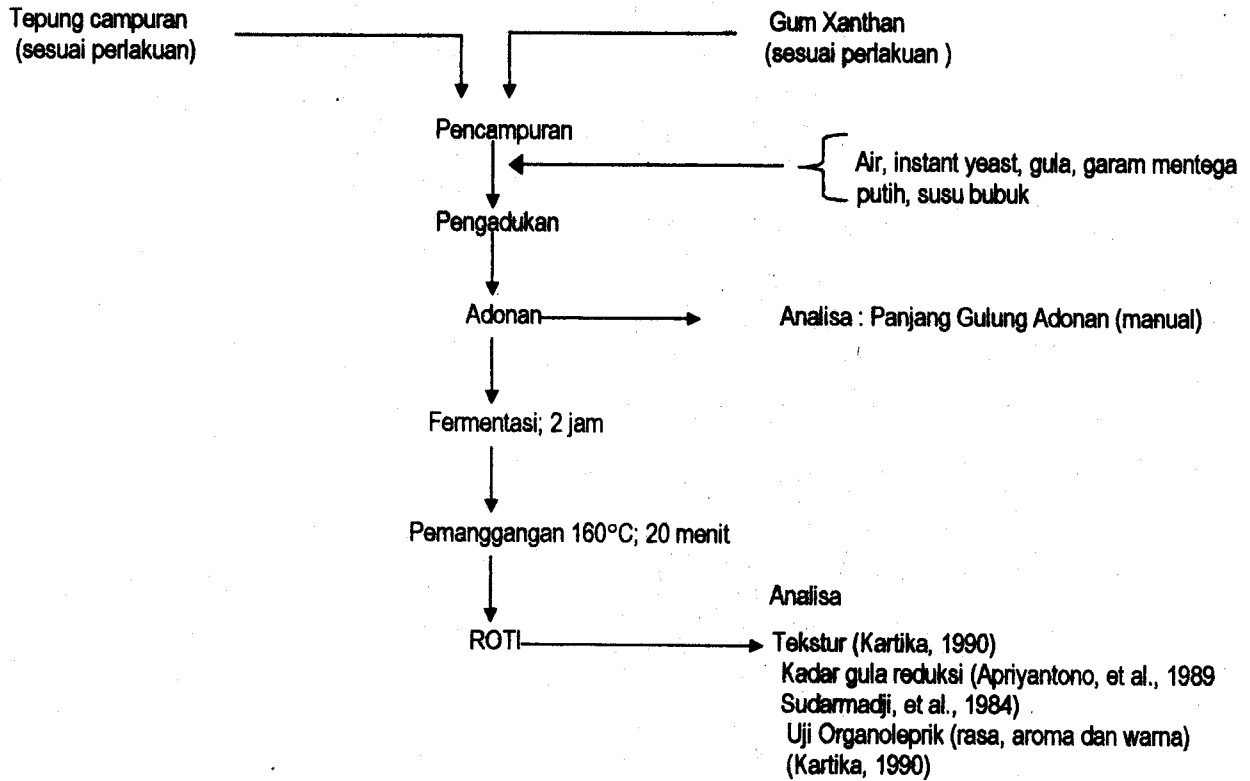 Tepung campuran
(sesuai perlakuan)
Gum Xanthan
(sesuai perlakuan )
Pencampuran
Air, instant yeast, gula, garam mentega
putih, susu bubuk
Pengadukan
Adonan
Analisa : Panjang Gulung Adonan (manual)
Fermentasi; 2 jam
Pemanggangan 160°C; 20 menit
ROTI
Analisa
Tekstur (Kartika, 1990)
Kadar gula reduksi (Apriyantono, et al., 1989
Sudarmadji, et al., 1984)
Uji Organoleprik (rasa, aroma dan warna)
(Kartika, 1990)